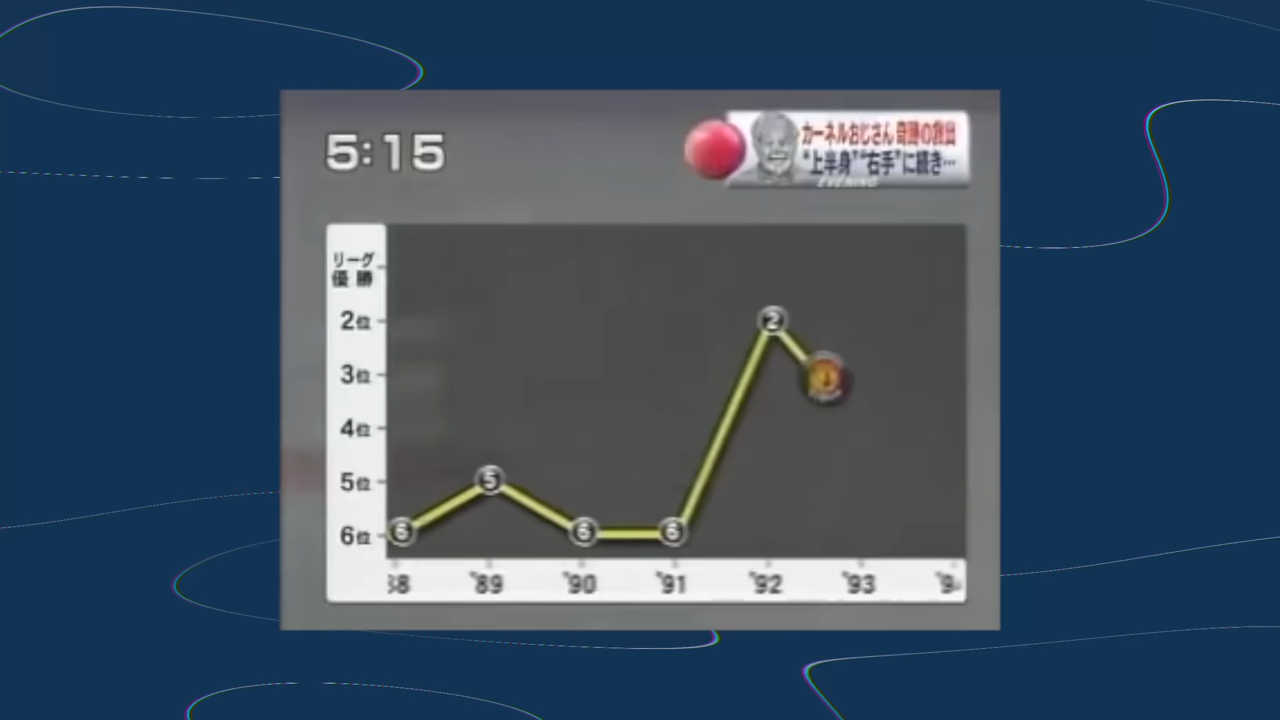 5:15
カーネルおじさん 奇跡の救出
“上半身”“右手”に続き…
EVENING
リーグ
優勝
2位
3位
4位
5位
6位
2
5
6
6
6
'89
'90
'91
'92
'93